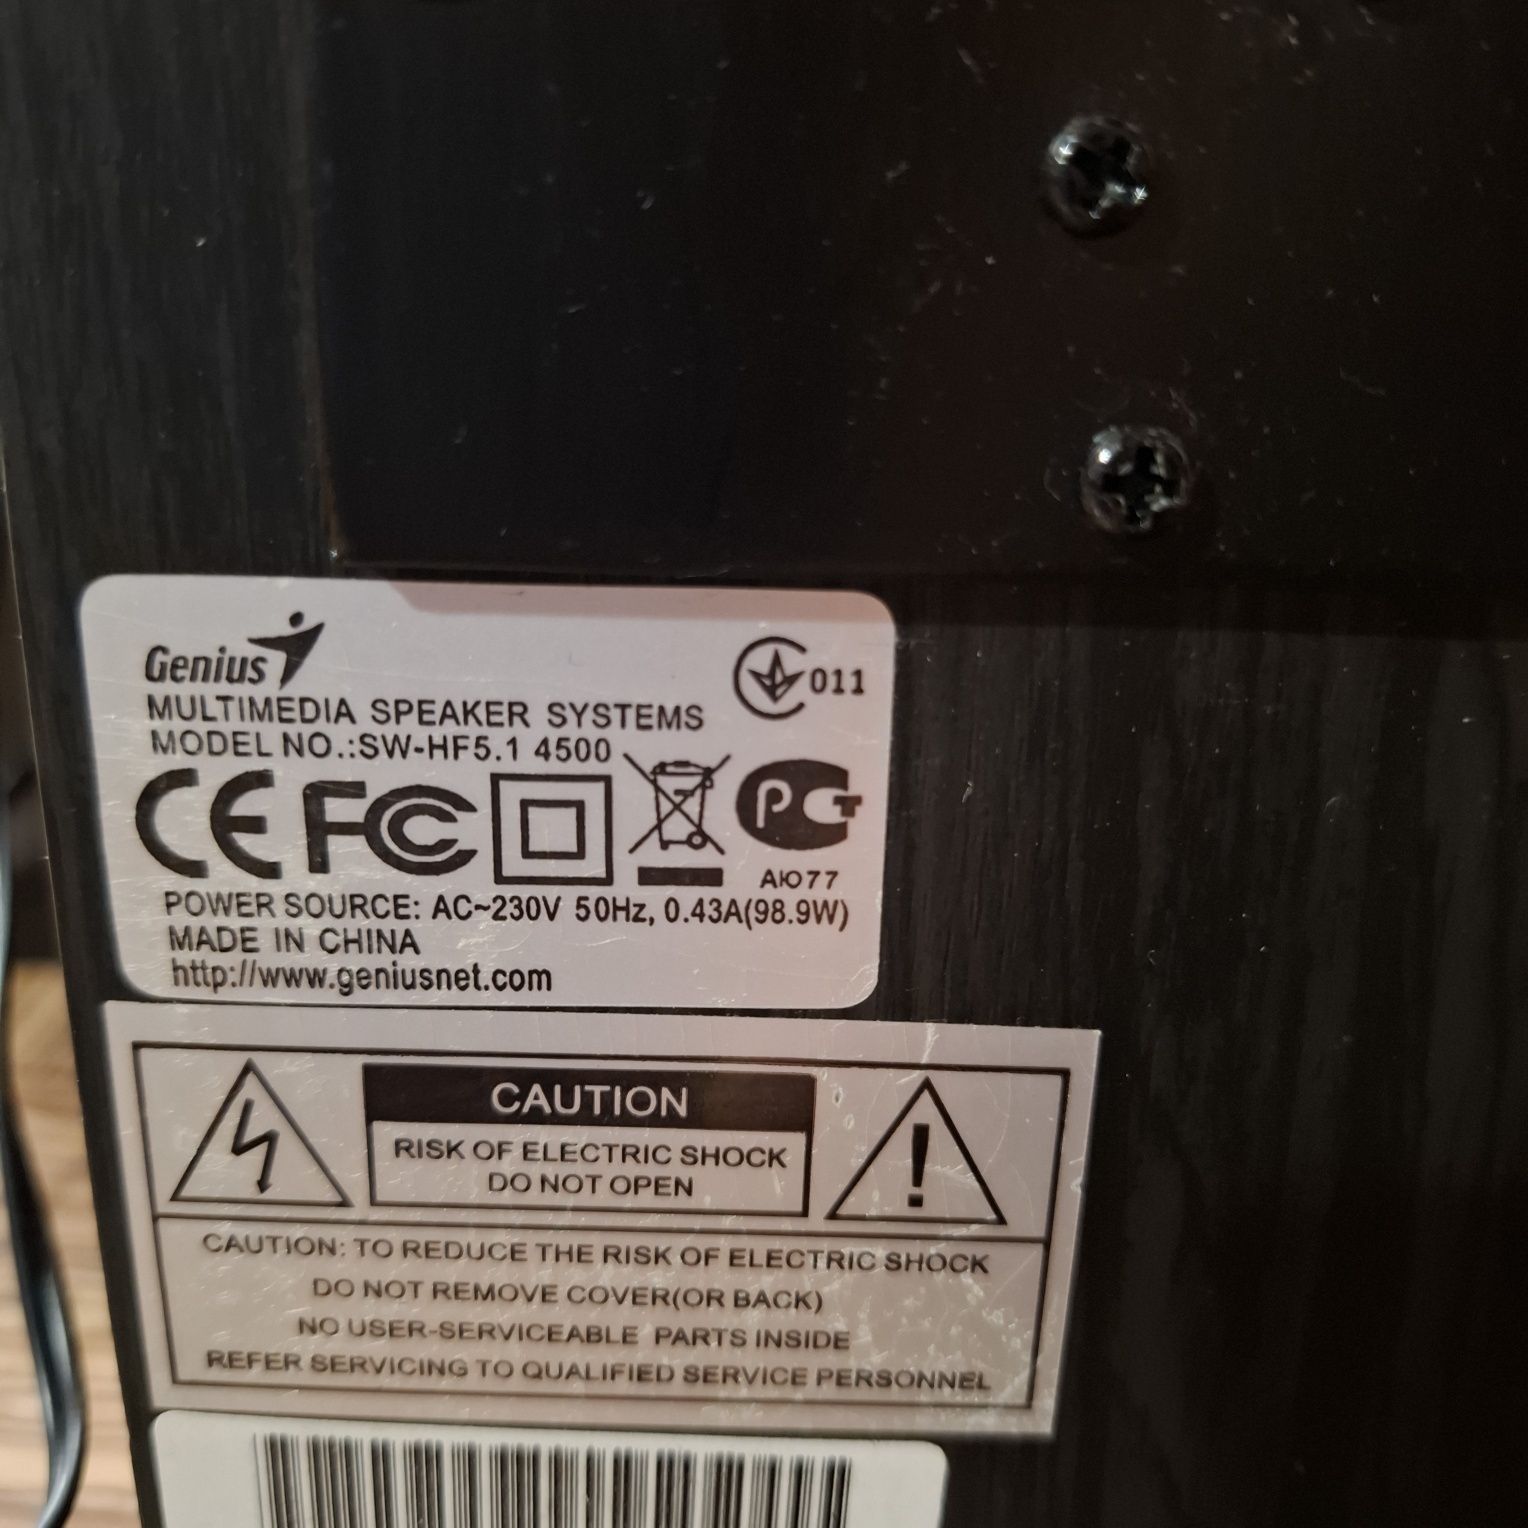 Genius
011
MULTIMEDIA SPEAKER SYSTEMS
MODEL NO.:SW-HF5.1 4500
CE FC PCT
АЮ77
POWER SOURCE: AC~230V 50Hz, 0.43A(98.9W)
MADE IN CHINA
http://www.geniusnet.com
CAUTION
RISK OF ELECTRIC SHOCK
DO NOT OPEN
!
CAUTION: TO REDUCE THE RISK OF ELECTRIC SHOCK
DO NOT REMOVE COVER(OR BACK)
NO USER-SERVICEABLE PARTS INSIDE
REFER SERVICING TO QUALIFIED SERVICE PERSONNEL